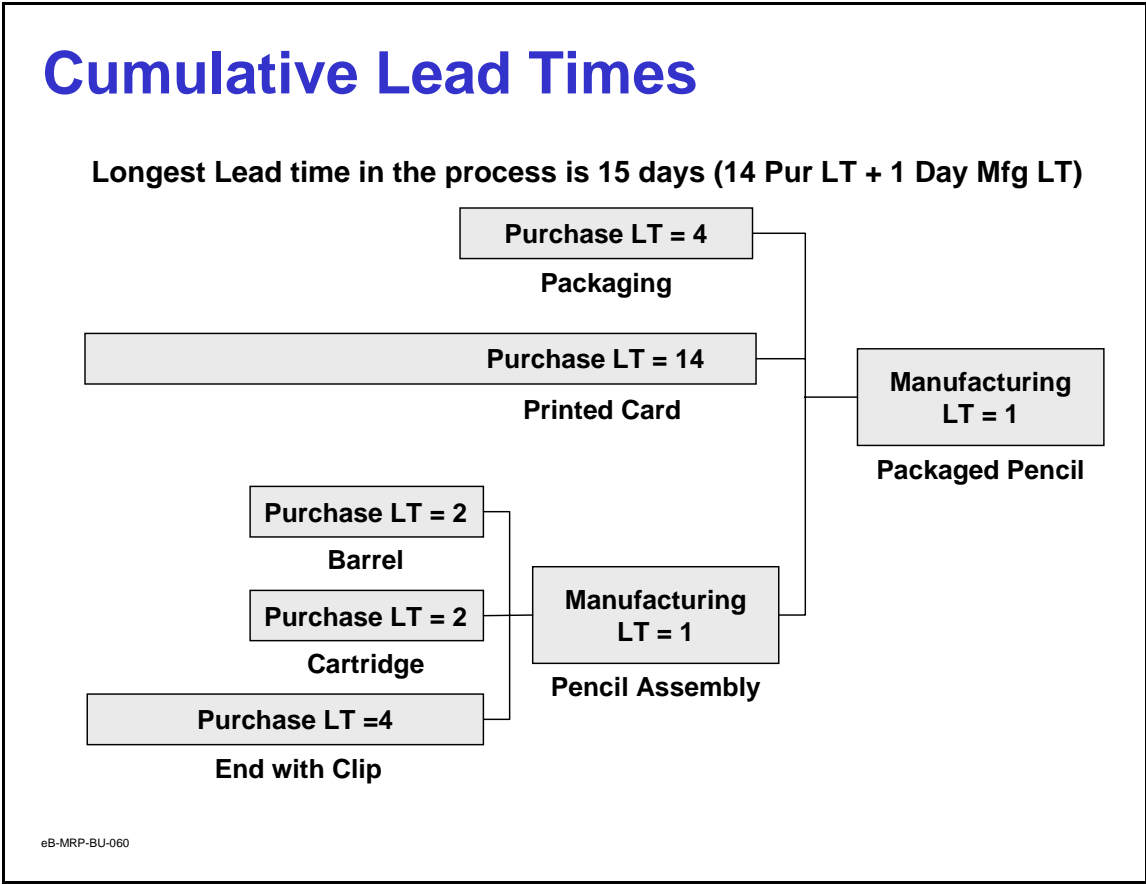 Cumulative Lead Times
Longest Lead time in the process is 15 days (14 Pur LT + 1 Day Mfg LT)
Purchase LT = 4
Packaging
Purchase LT = 14
Printed Card
Manufacturing
LT = 1
Packaged Pencil
Purchase LT = 2
Barrel
Purchase LT = 2
Cartridge
Manufacturing
LT = 1
Pencil Assembly
Purchase LT =4
End with Clip
eB-MRP-BU-060